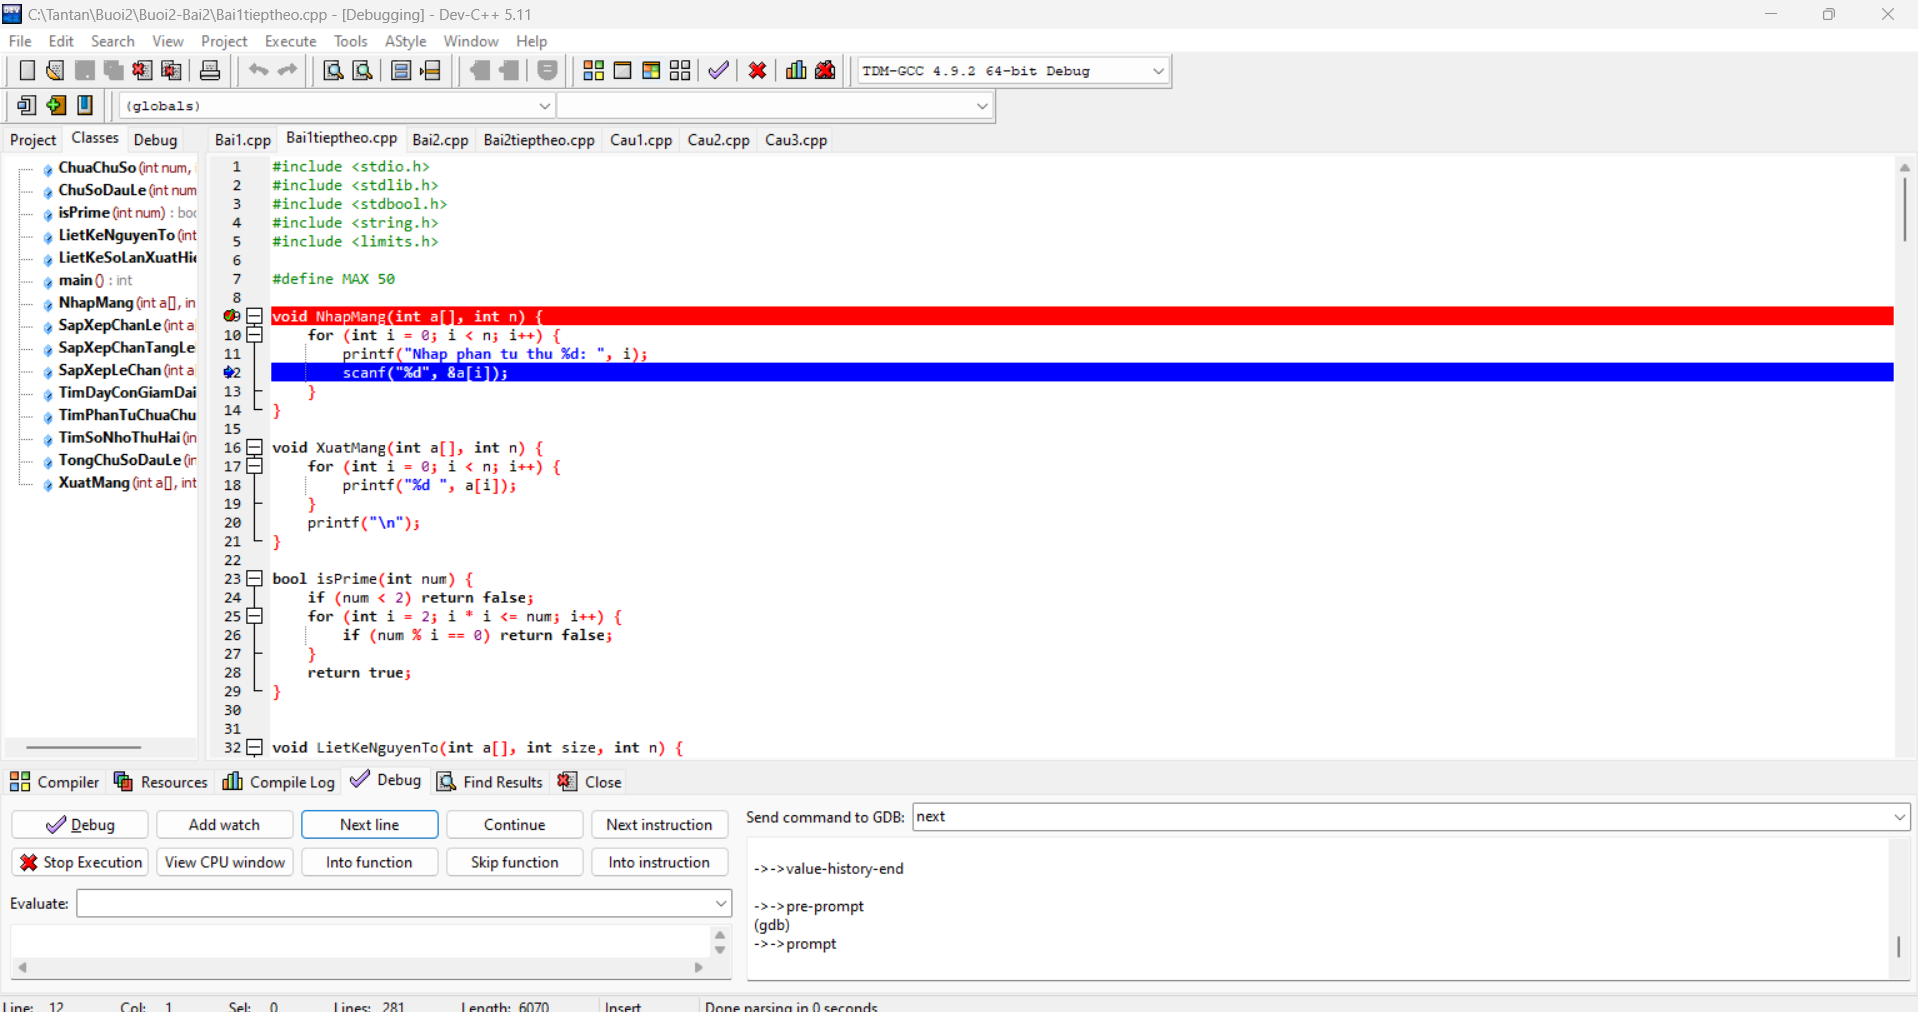 C:\Tantan\Buoi2\Buoi2-Bai2\Bai1tieptheo.cpp - [Debugging] - Dev-C++ 5.11
File Edit Search View Project Execute Tools AStyle Window Help
TDM-GCC 4.9.2 64-bit Debug
(globals)
Project Classes Debug
Bai1.cpp Bai1tieptheo.cpp Bai2.cpp Bai2tieptheo.cpp Cau1.cpp Cau2.cpp Cau3.cpp
ChuaChuSo (int num,
ChuSoDauLe (int num
isPrime (int num) : boo
LietKeNguyenTo (int
LietKeSoLanXuatHie
main () : int
NhapMang (int a[], in
SapXepChanLe (int a
SapXepChanTangLe
SapXepLeChan (int a
TimDayConGiamDai
TimPhanTuChuaChu
TimSoNhoThuHai (in
TongChuSoDauLe (in
XuatMang (int a[], int
1 #include <stdio.h>
2 #include <stdlib.h>
3 #include <stdbool.h>
4 #include <string.h>
5 #include <limits.h>
6
7 #define MAX 50
8
9 void NhapMang(int a[], int n) {
10 for (int i = 0; i < n; i++) {
11 printf("Nhap phan tu thu %d: ", i);
12 scanf("%d", &a[i]);
13 }
14 }
15
16 void XuatMang(int a[], int n) {
17 for (int i = 0; i < n; i++) {
18 printf("%d ", a[i]);
19 }
20 printf("\n");
21 }
22
23 bool isPrime(int num) {
24 if (num < 2) return false;
25 for (int i = 2; i * i <= num; i++) {
26 if (num % i == 0) return false;
27 }
28 return true;
29 }
30
31
32 void LietKeNguyenTo(int a[], int size, int n) {
Compiler Resources Compile Log Debug Find Results Close
Debug Add watch Next line Continue Next instruction
Stop Execution View CPU window Into function Skip function Into instruction
Evaluate:
Send command to GDB: next
->->value-history-end
->->pre-prompt
(gdb)
->->prompt
Line: 12 Col: 1 Sel: 0 Lines: 281 Length: 6070 Insert Done parsing in 0 seconds